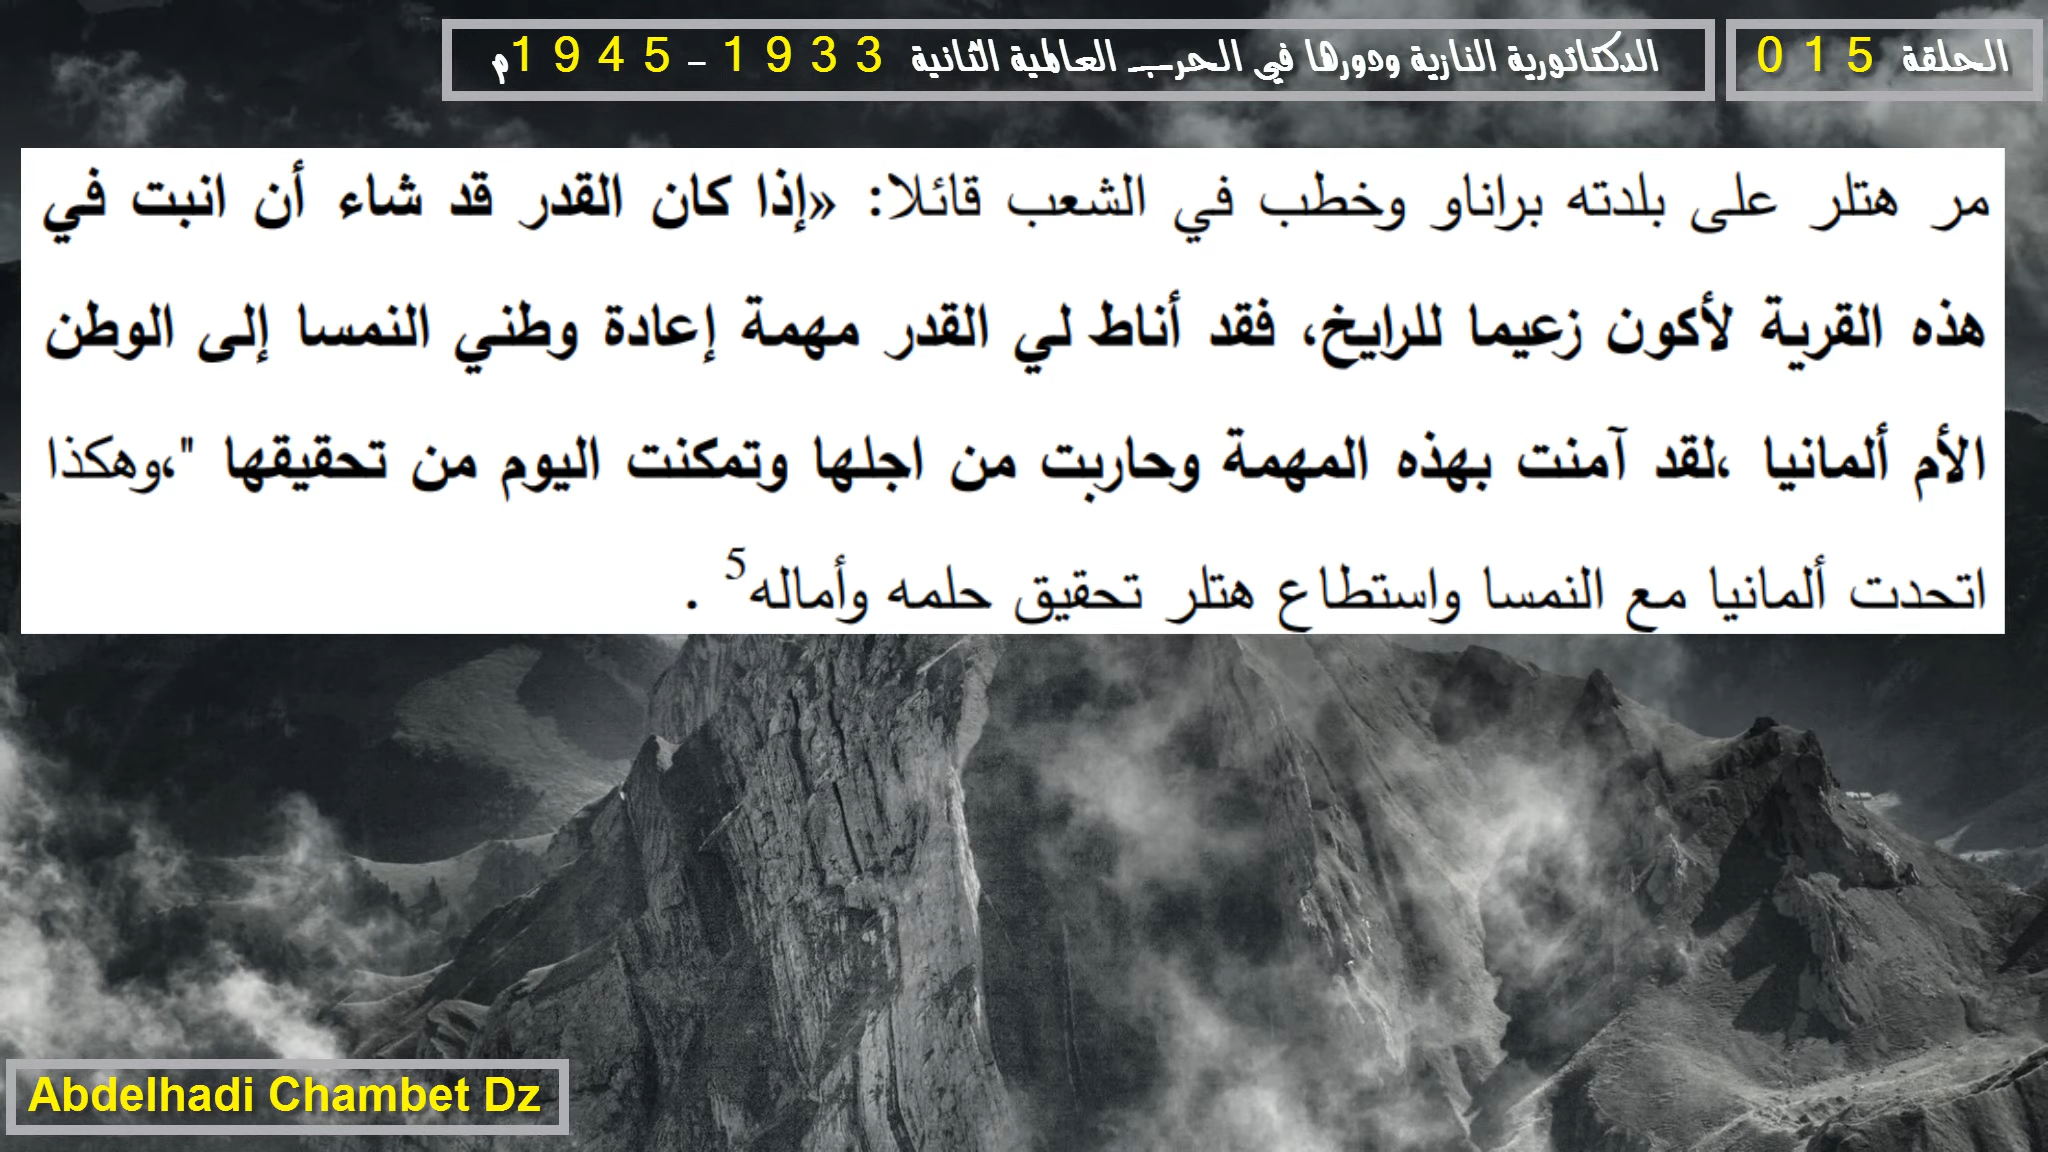 الحلقة 015
الدكتاتورية النازية ودورها في الحرب العالمية الثانية 1933-1945م
مر هتلر على بلدته براناو وخطب في الشعب قائلا: «إذا كان القدر قد شاء أن انبت في
هذه القرية لأكون زعيما للرايخ، فقد أناط لي القدر مهمة إعادة وطني النمسا إلى الوطن
الأم ألمانيا ،لقد آمنت بهذه المهمة وحاربت من اجلها وتمكنت اليوم من تحقيقها "،وهكذا
اتحدت ألمانيا مع النمسا واستطاع هتلر تحقيق حلمه وأماله5 .
Abdelhadi Chambet Dz